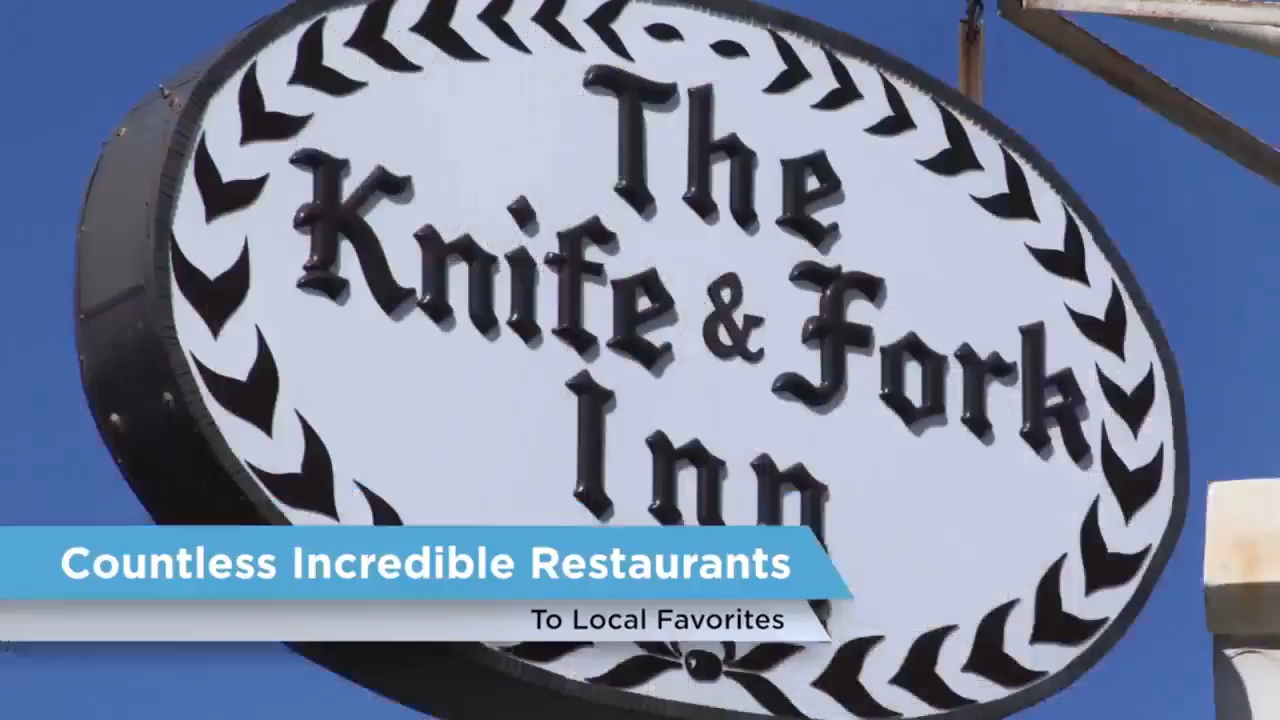 The
Knife & Fork
Inn
Countless Incredible Restaurants
To Local Favorites